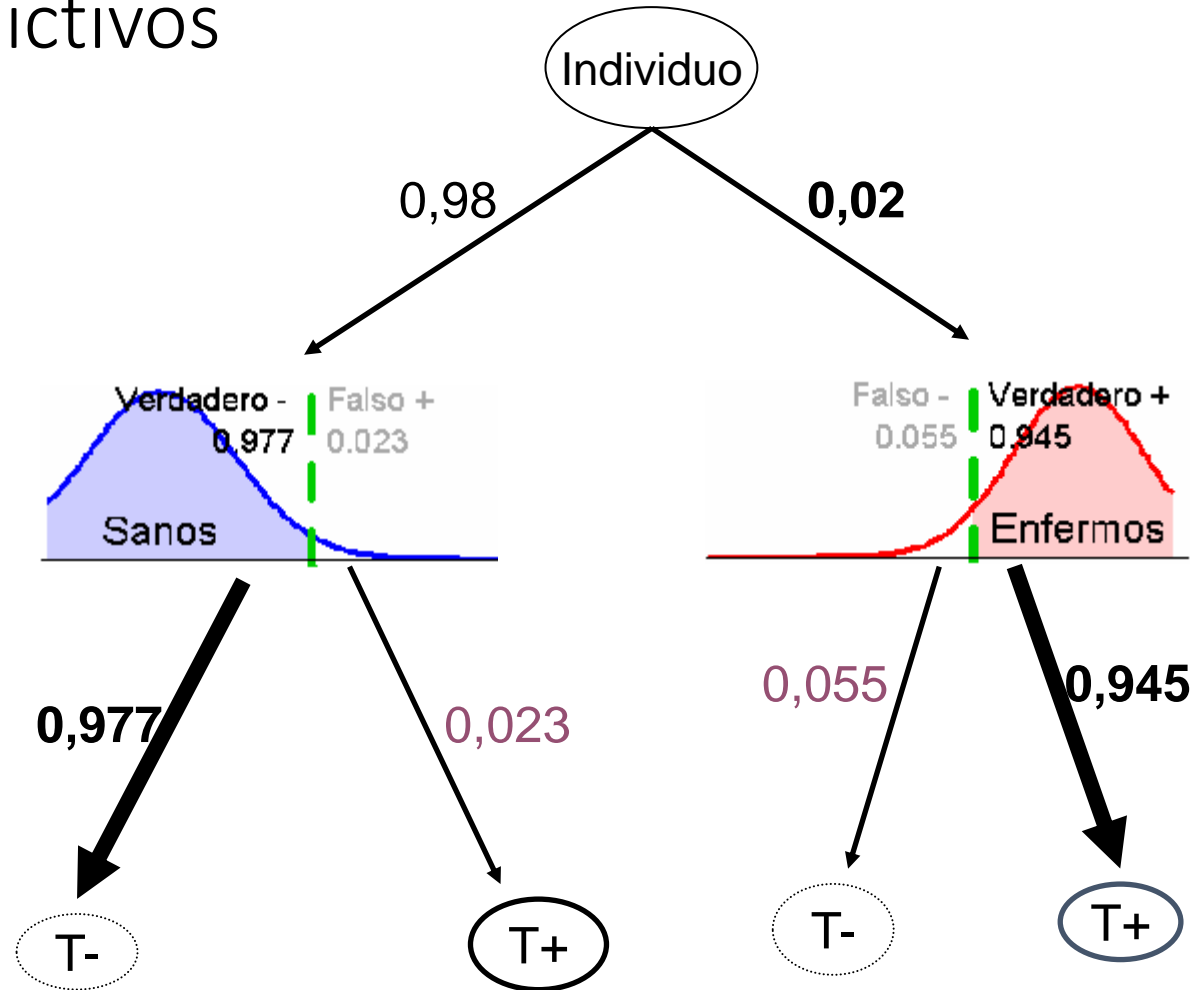 ictivos
Individuo
0,98
0,02
Verdadero -
0.977
Falso +
0.023
Sanos
Falso -
0.055
Verdadero +
0.945
Enfermos
0,977
0,023
0,055
0,945
T-
T+
T-
T+